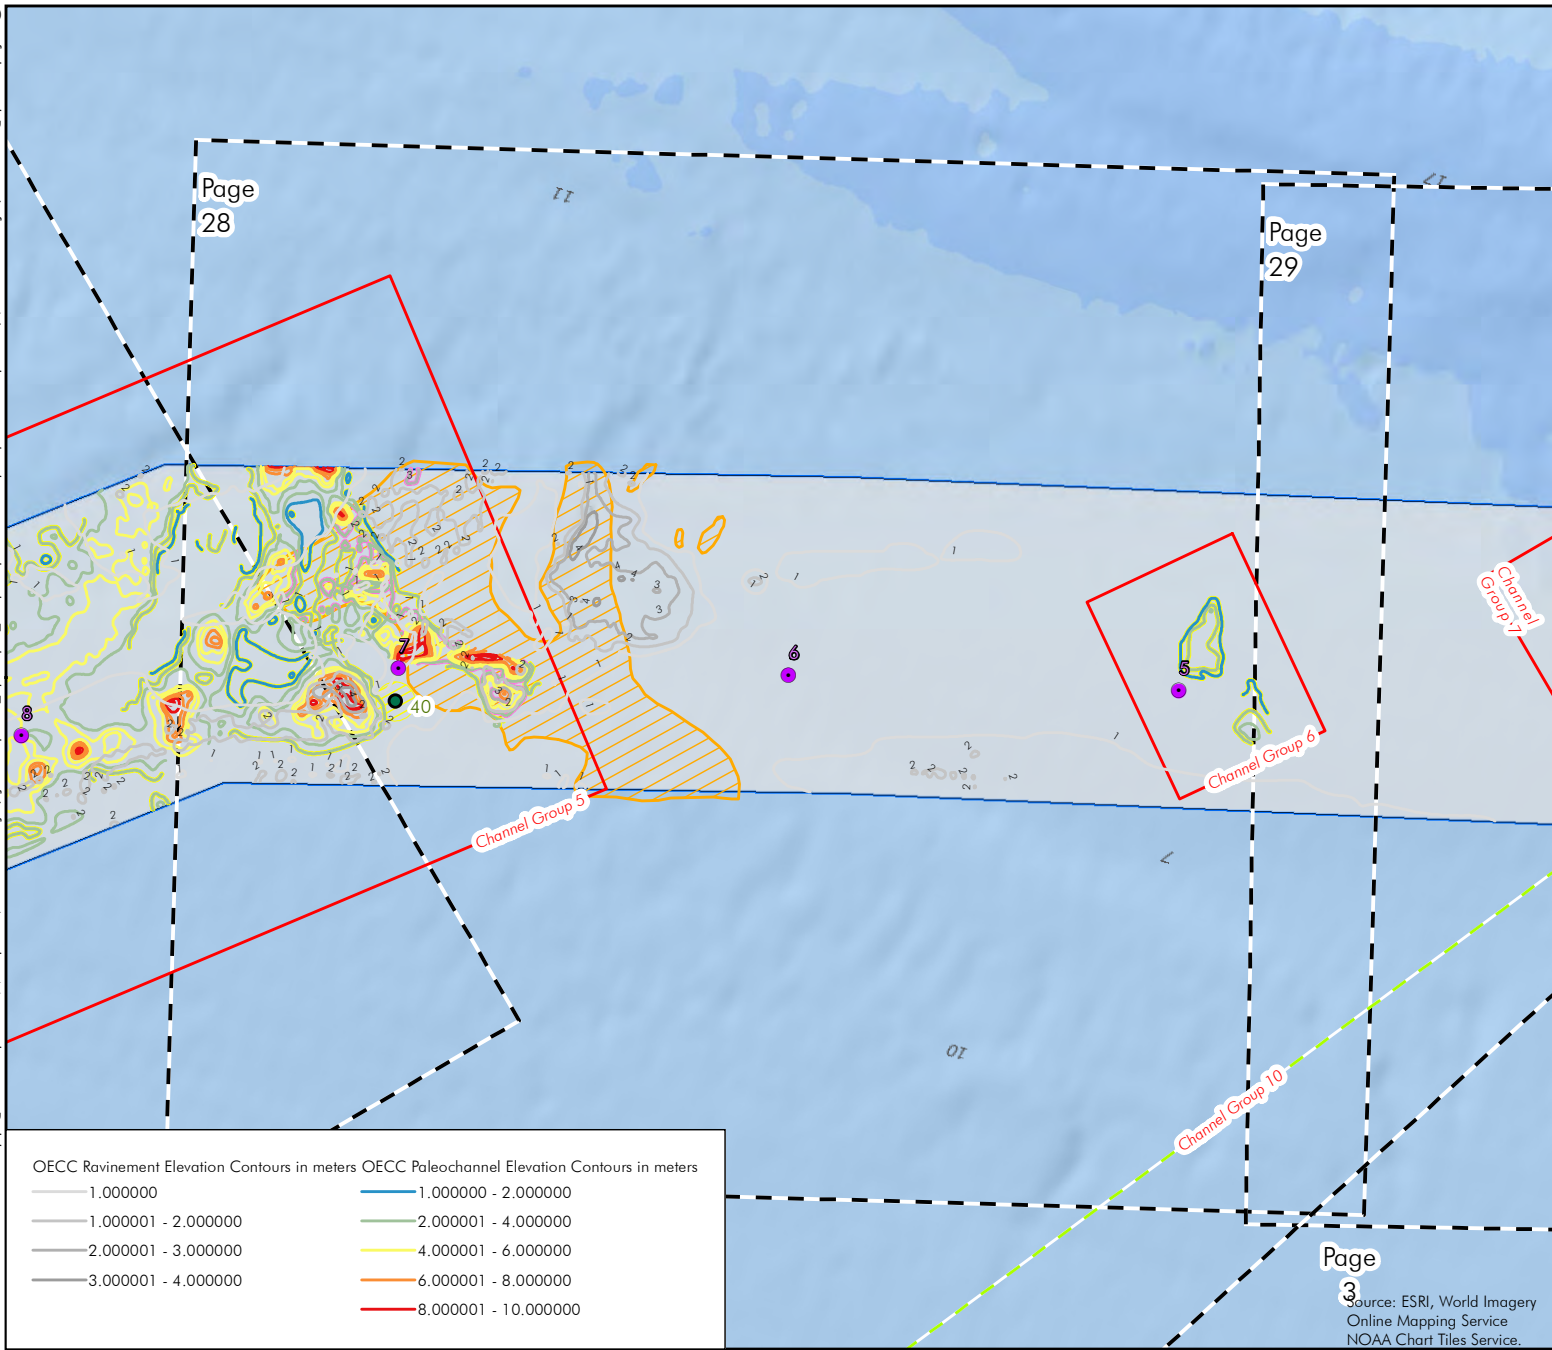 Page
28
11
17
Page
29
Channel
Group 7
7
6
5
8
40
Channel Group 5
Channel Group 6
7
10
Channel Group 10
OECC Ravinement Elevation Contours in meters
1.000000
1.000001 - 2.000000
2.000001 - 3.000000
3.000001 - 4.000000
OECC Paleochannel Elevation Contours in meters
1.000000 - 2.000000
2.000001 - 4.000000
4.000001 - 6.000000
6.000001 - 8.000000
8.000001 - 10.000000
Page
3
Source: ESRI, World Imagery
Online Mapping Service
NOAA Chart Tiles Service.